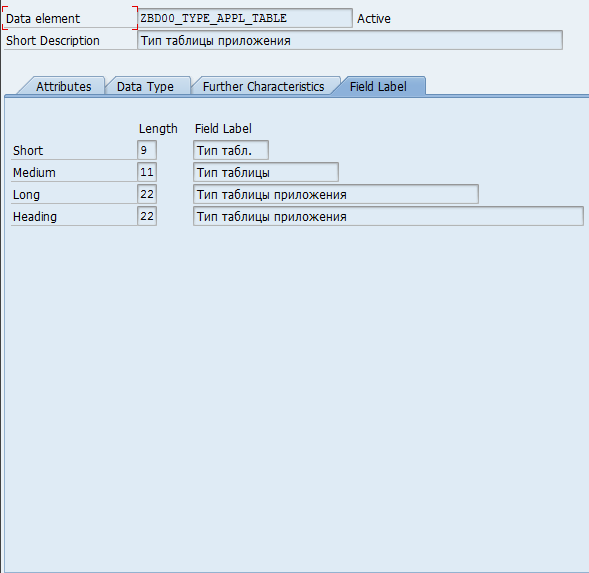 Data element ZBD00_TYPE_APPL_TABLE Active
Short Description Тип таблицы приложения
Attributes Data Type Further Characteristics Field Label
Length Field Label
Short 9 Тип табл.
Medium 11 Тип таблицы
Long 22 Тип таблицы приложения
Heading 22 Тип таблицы приложения